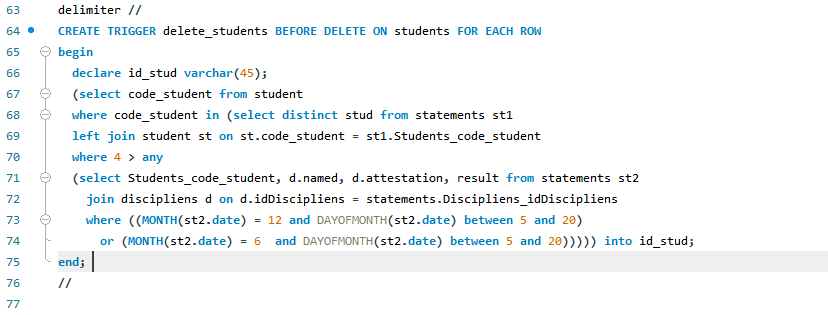 63 delimiter //
64 CREATE TRIGGER delete_students BEFORE DELETE ON students FOR EACH ROW
65 begin
66 declare id_stud varchar(45);
67 (select code_student from student
68 where code_student in (select distinct stud from statements st1
69 left join student st on st.code_student = st1.Students_code_student
70 where 4 > any
71 (select Students_code_student, d.named, d.attestation, result from statements st2
72 join discipliens d on d.idDiscipliens = statements.Discipliens_idDiscipliens
73 where ((MONTH(st2.date) = 12 and DAYOFMONTH(st2.date) between 5 and 20)
74 or (MONTH(st2.date) = 6  and DAYOFMONTH(st2.date) between 5 and 20))))) into id_stud;
75 end;
76 //
77